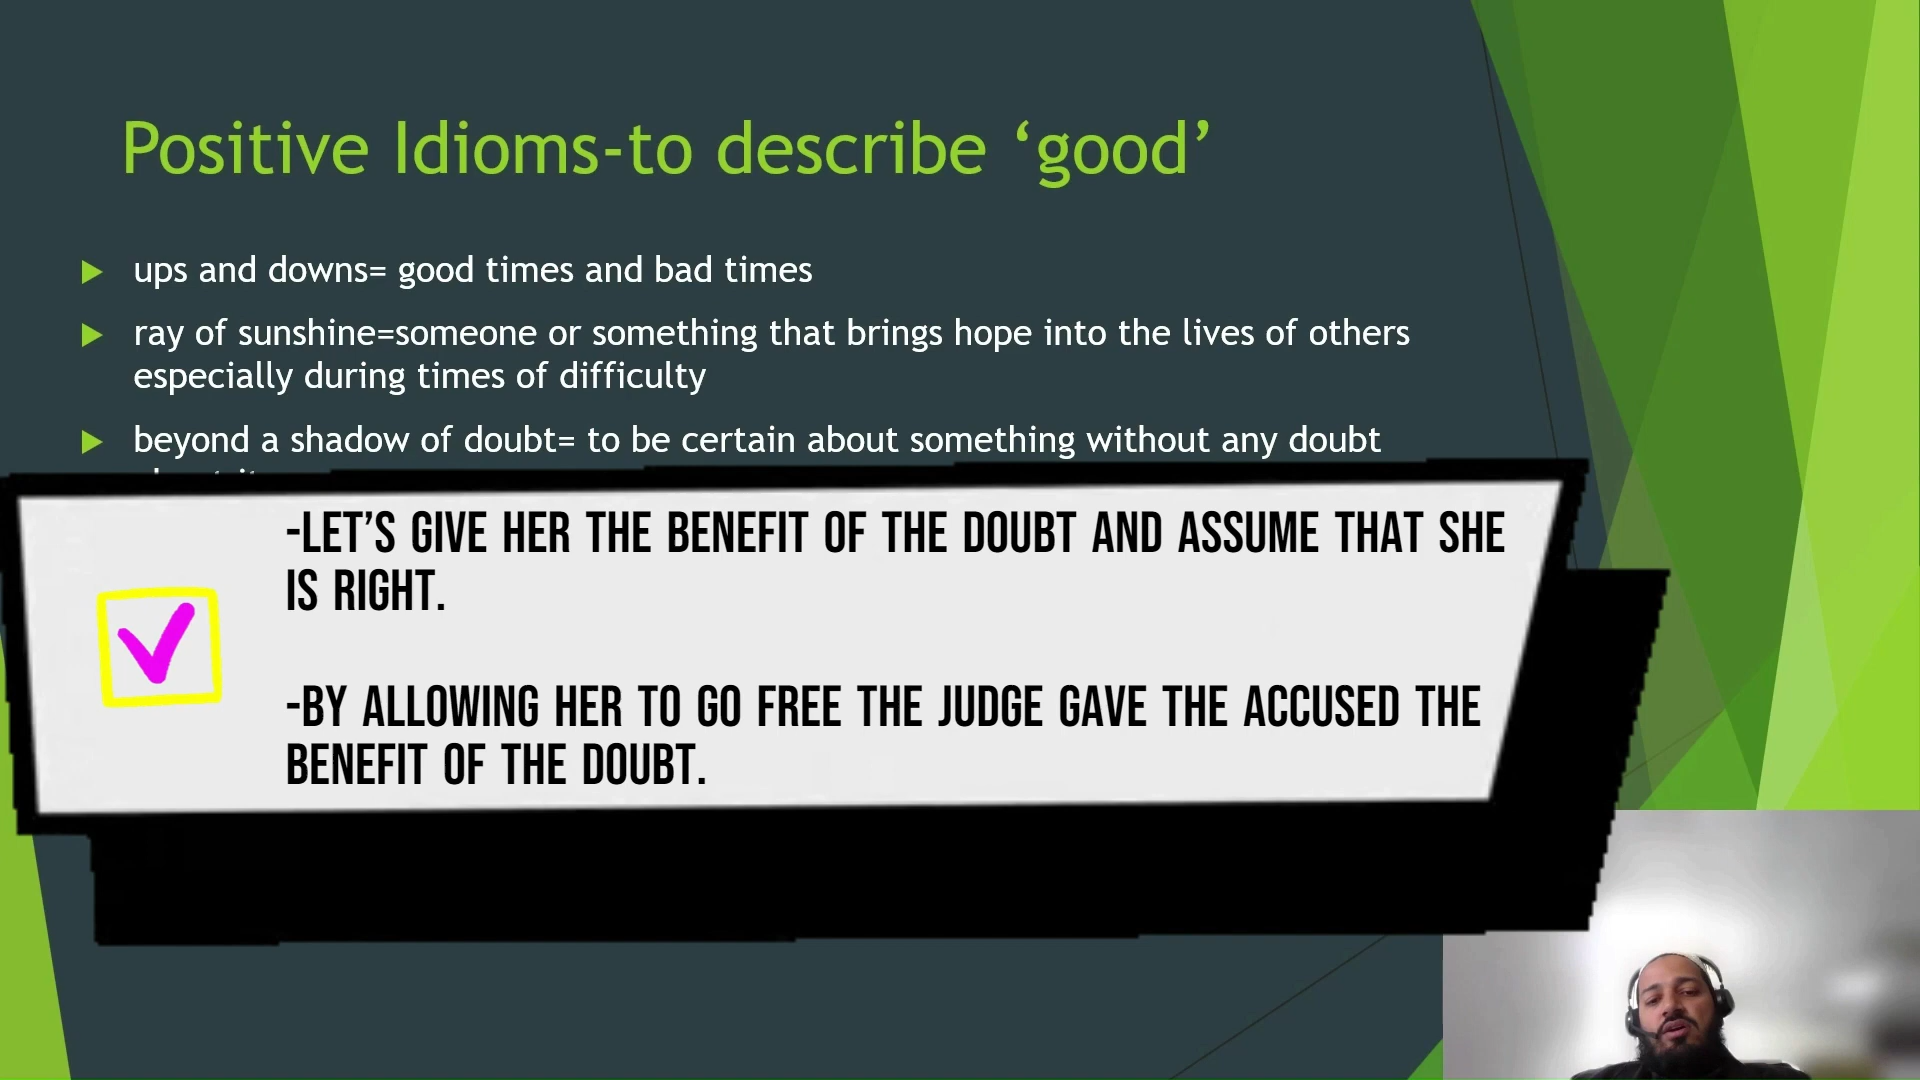 Positive Idioms-to describe ‘good’
ups and downs= good times and bad times
ray of sunshine=someone or something that brings hope into the lives of others
especially during times of difficulty
beyond a shadow of doubt= to be certain about something without any doubt
-LET’S GIVE HER THE BENEFIT OF THE DOUBT AND ASSUME THAT SHE
IS RIGHT.
-BY ALLOWING HER TO GO FREE THE JUDGE GAVE THE ACCUSED THE
BENEFIT OF THE DOUBT.